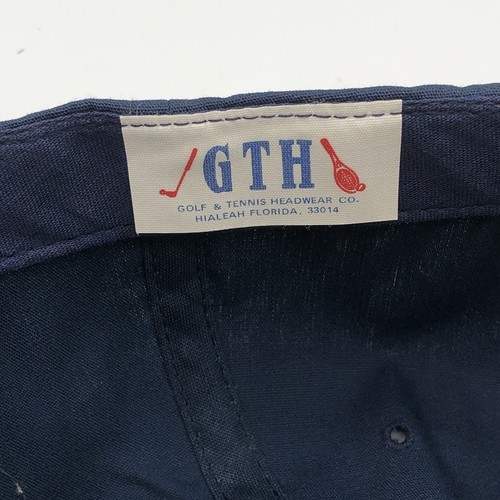 GTH
GOLF & TENNIS HEADWEAR CO.
HIALEAH FLORIDA, 33014